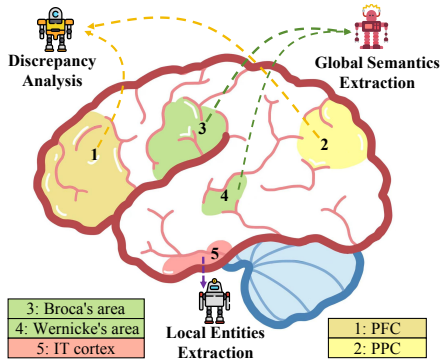 Discrepancy
Analysis
Global Semantics
Extraction
1
3
2
4
5
Local Entities
Extraction
3: Broca's area
4: Wernicke's area
5: IT cortex
1: PFC
2: PPC